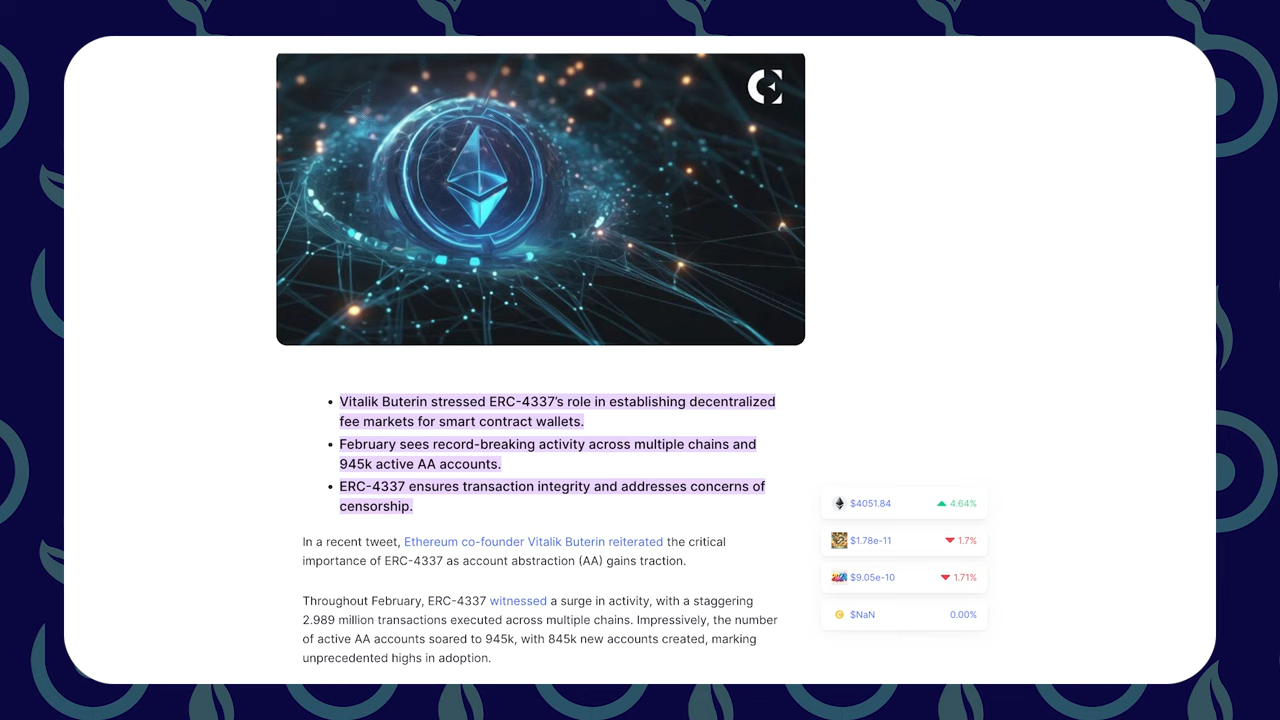 Vitalik Buterin stressed ERC-4337's role in establishing decentralized
fee markets for smart contract wallets.
February sees record-breaking activity across multiple chains and
945k active AA accounts.
ERC-4337 ensures transaction integrity and addresses concerns of
censorship.
In a recent tweet, Ethereum co-founder Vitalik Buterin reiterated the critical
importance of ERC-4337 as account abstraction (AA) gains traction.
Throughout February, ERC-4337 witnessed a surge in activity, with a staggering
2.989 million transactions executed across multiple chains. Impressively, the number
of active AA accounts soared to 945k, with 845k new accounts created, marking
unprecedented highs in adoption.
$4051.84 4.64%
$1.78e-11 1.7%
$9.05e-10 1.71%
$NaN 0.00%